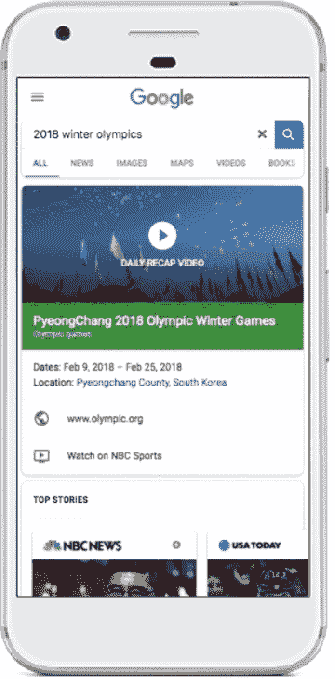 Google
2018 winter olympics
ALL NEWS IMAGES MAPS VIDEOS BOOKS
DAILY RECAP VIDEO
PyeongChang 2018 Olympic Winter Games
Olympic games
Dates: Feb 9, 2018 – Feb 25, 2018
Location: Pyeongchang County, South Korea
www.olympic.org
Watch on NBC Sports
TOP STORIES
NBC NEWS
USA TODAY